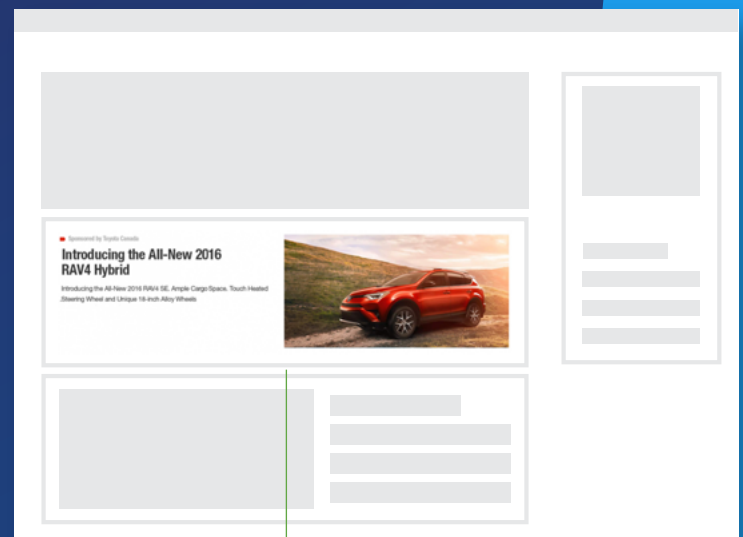 Sponsored by Toyota Canada
Introducing the All-New 2016
RAV4 Hybrid
Introducing the All-New 2016 RAV4 SE. Ample Cargo Space, Touch Heated
Steering Wheel and Unique 18-inch Alloy Wheels